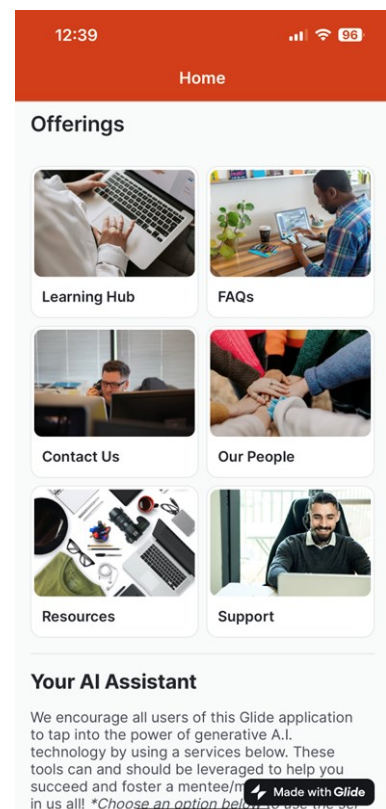 12:39
96
Home
Offerings
Learning Hub
FAQs
Contact Us
Our People
Resources
Support
Your AI Assistant
We encourage all users of this Glide application
to tap into the power of generative A.I.
technology by using a services below. These
tools can and should be leveraged to help you
succeed and foster a mentee/m
Made with Glide
in us all! *Choose an option below to use the